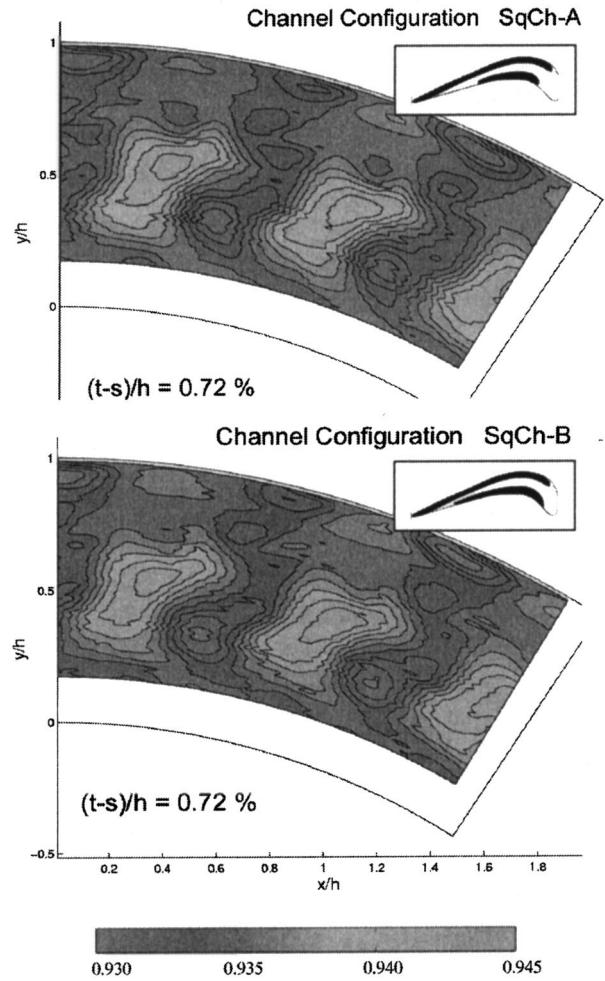 Channel Configuration SqCh-A
1
0.5
y/h
0
(t-s)/h = 0.72 %
Channel Configuration SqCh-B
1
0.5
y/h
0
(t-s)/h = 0.72 %
-0.5
0.2 0.4 0.6 0.8 1 1.2 1.4 1.6 1.8
x/h
0.930 0.935 0.940 0.945